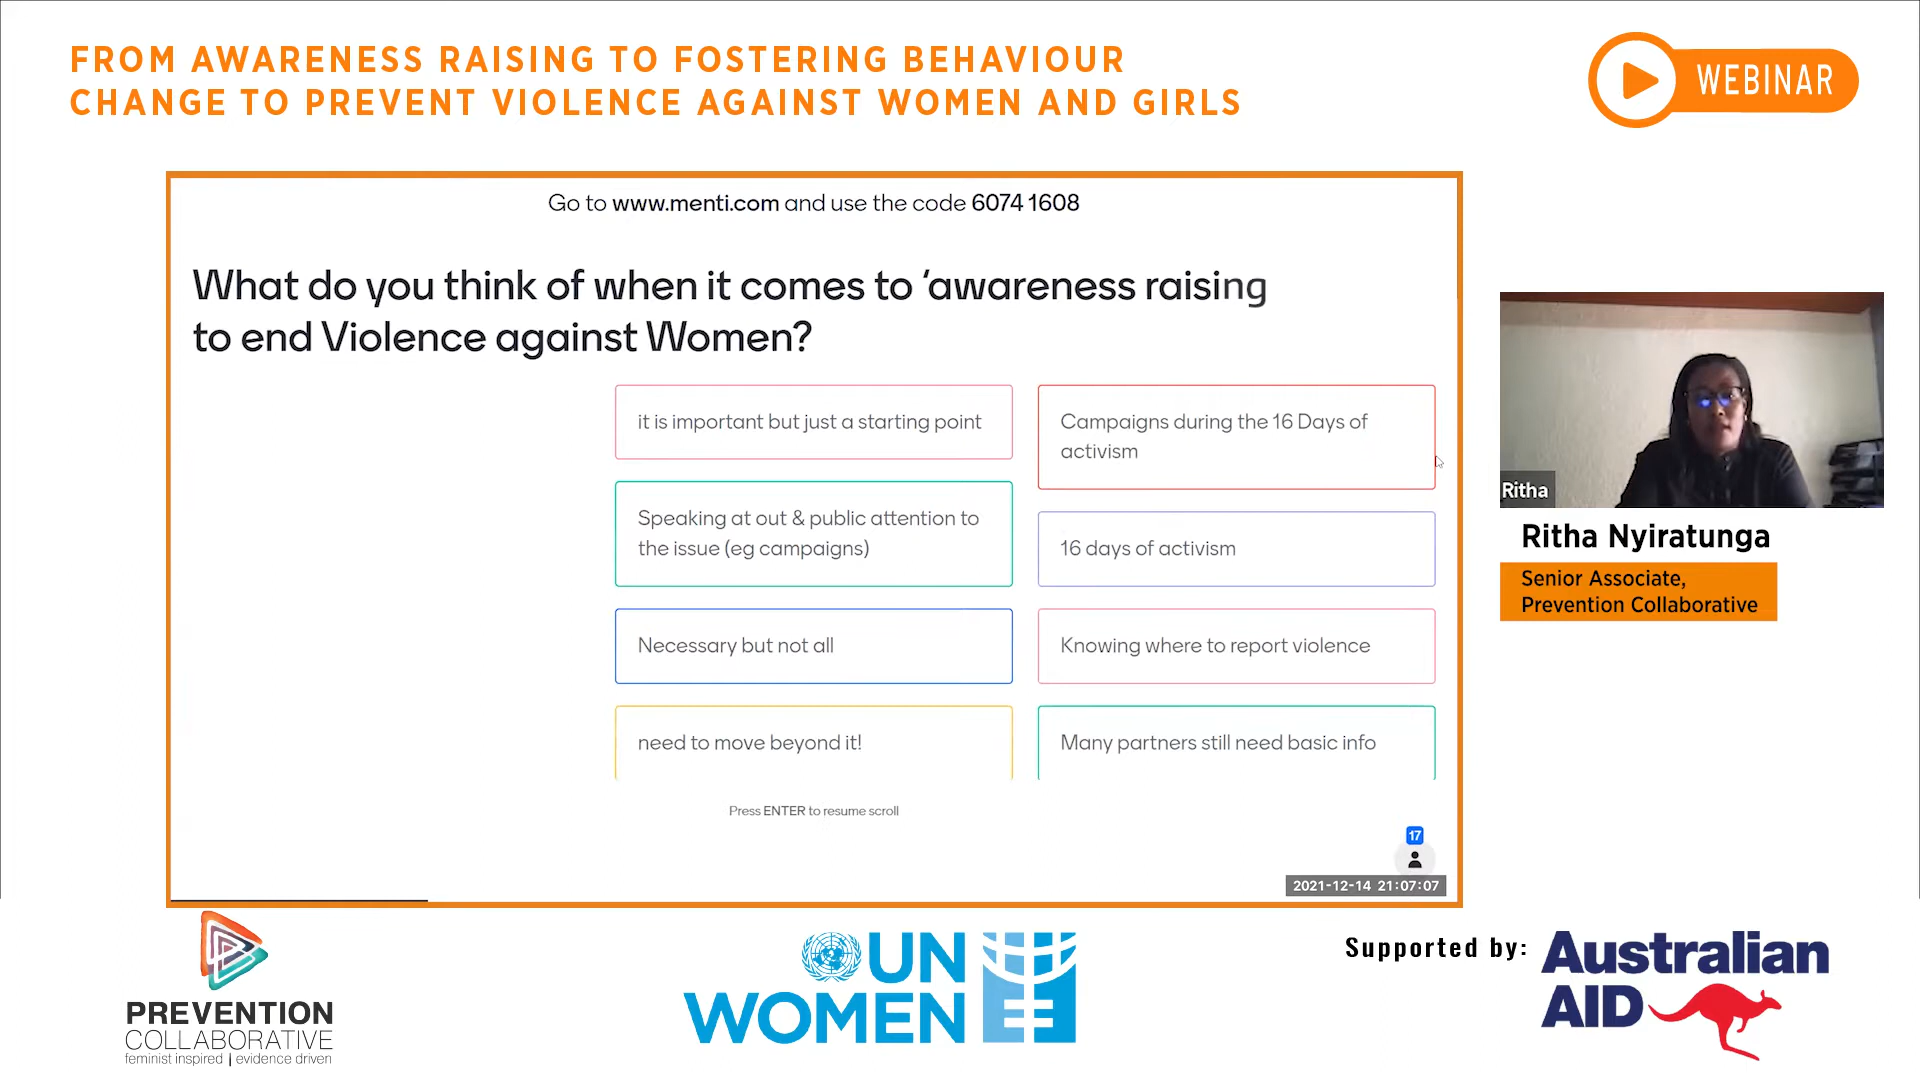 FROM AWARENESS RAISING TO FOSTERING BEHAVIOUR
CHANGE TO PREVENT VIOLENCE AGAINST WOMEN AND GIRLS
WEBINAR
Go to www.menti.com and use the code 6074 1608
What do you think of when it comes to ‘awareness raising
to end Violence against Women?
it is important but just a starting point
Speaking at out & public attention to
the issue (eg campaigns)
Necessary but not all
need to move beyond it!
Campaigns during the 16 Days of
activism
16 days of activism
Knowing where to report violence
Many partners still need basic info
Press ENTER to resume scroll
17
2021-12-14 21:07:07
Ritha
Ritha Nyiratunga
Senior Associate,
Prevention Collaborative
PREVENTION
COLLABORATIVE
feminist inspired | evidence driven
UN
WOMEN
Supported by:
Australian
AID